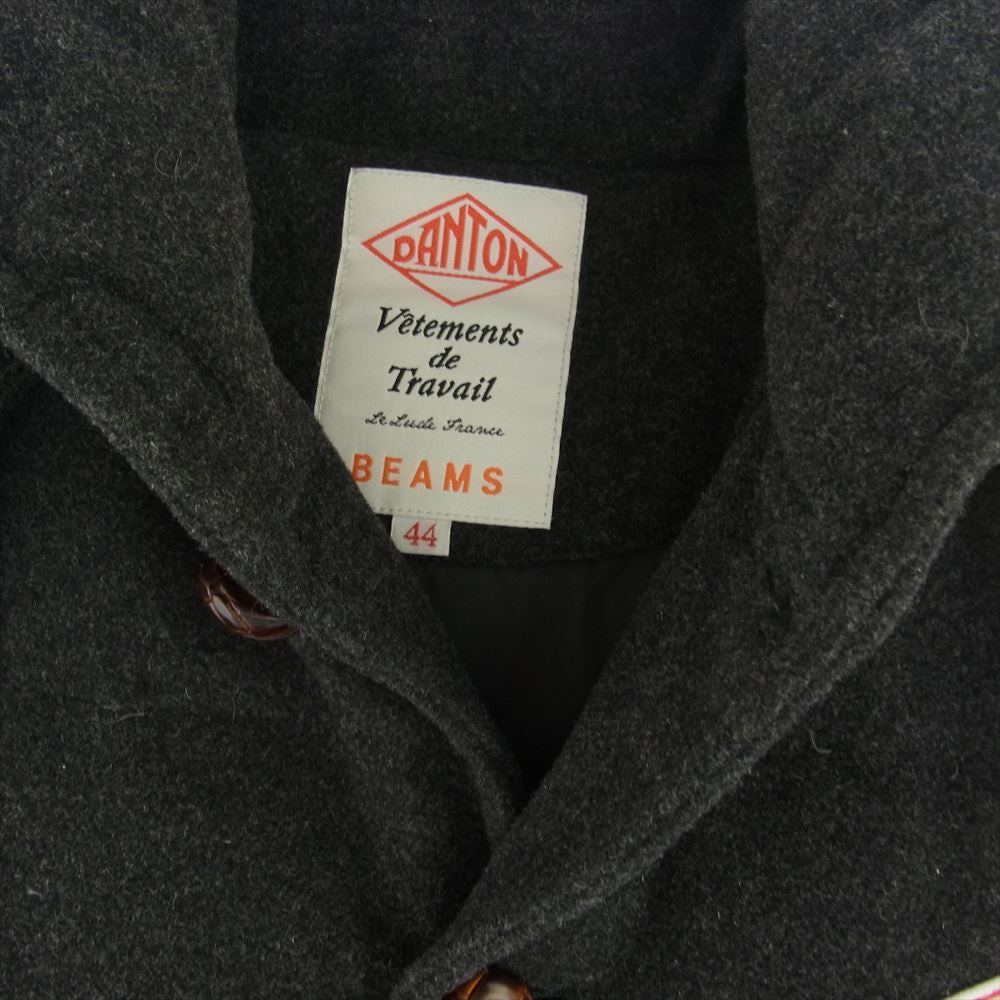 DANTON
Vêtements
de
Travail
Le Lude France
BEAMS
44